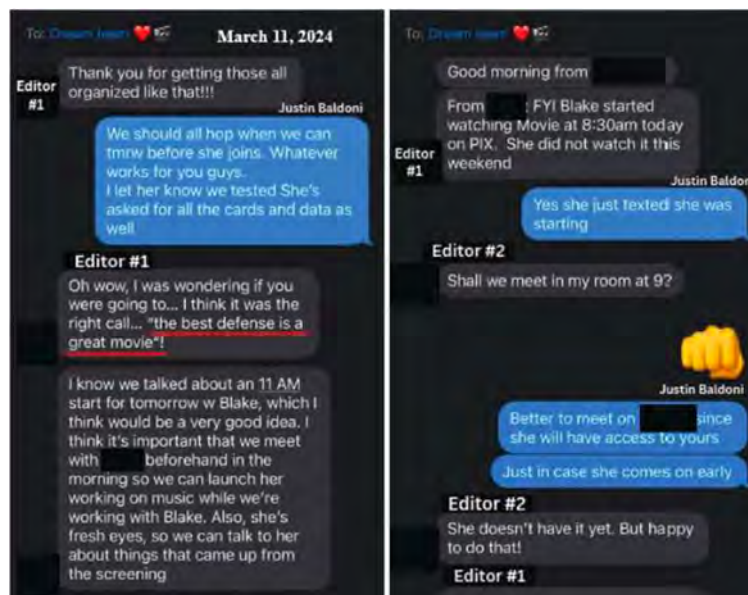 To: Dream team ❤️🎬
March 11, 2024
Editor
#1
Thank you for getting those all
organized like that!!!
Justin Baldoni
We should all hop when we can
tmrw before she joins. Whatever
works for you guys.
I let her know we tested She's
asked for all the cards and data as
well
Editor #1
Oh wow, I was wondering if you
were going to... I think it was the
right call... "the best defense is a
great movie"!
I know we talked about an 11 AM
start for tomorrow w Blake, which I
think would be a very good idea. I
think it's important that we meet
with beforehand in the
morning so we can launch her
working on music while we're
working with Blake. Also, she's
fresh eyes, so we can talk to her
about things that came up from
the screening
To: Dream team ❤️🎬
Good morning from
Editor
#1
From : FYI Blake started
watching Movie at 8:30am today
on PIX. She did not watch it this
weekend
Justin Baldoni
Yes she just texted she was
starting
Editor #2
Shall we meet in my room at 9?
👊
Justin Baldoni
Better to meet on since
she will have access to yours
Just in case she comes on early
Editor #2
She doesn't have it yet. But happy
to do that!
Editor #1